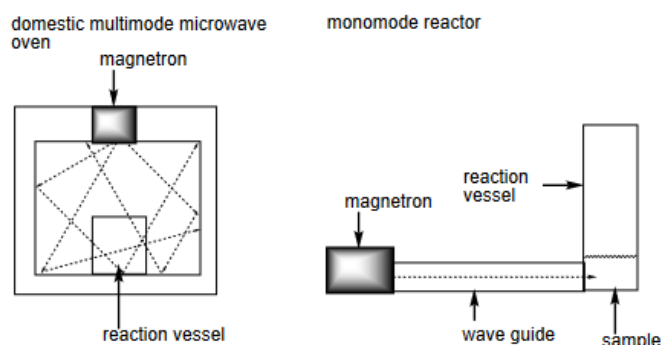 domestic multimode microwave
oven
magnetron
reaction vessel
monomode reactor
magnetron
reaction
vessel
wave guide
sample